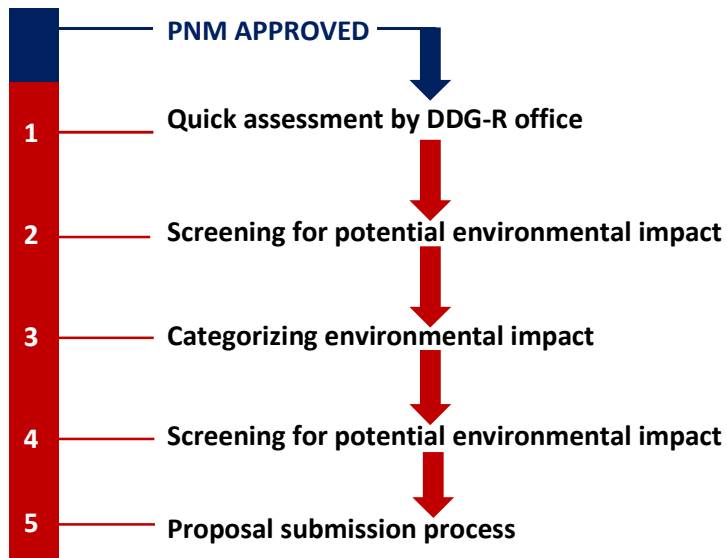 PNM APPROVED
1 Quick assessment by DDG-R office
2 Screening for potential environmental impact
3 Categorizing environmental impact
4 Screening for potential environmental impact
5 Proposal submission process